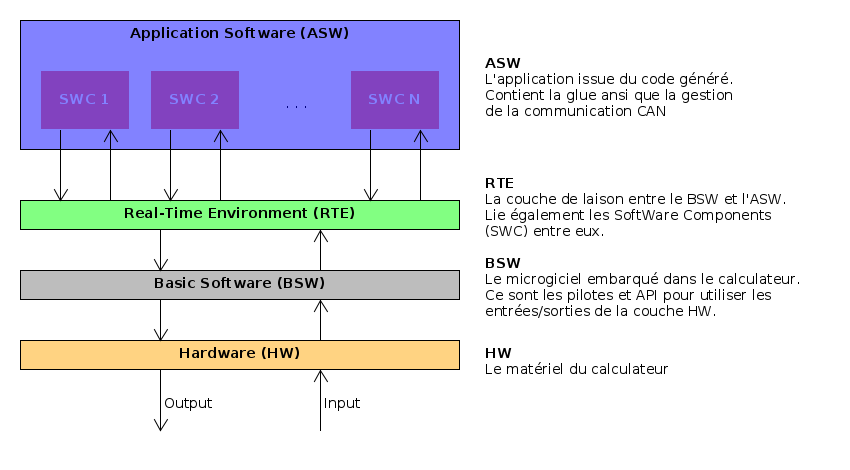 Application Software (ASW)
SWC 1
SWC 2
. . .
SWC N
Real-Time Environment (RTE)
Basic Software (BSW)
Hardware (HW)
Output
Input
ASW
L'application issue du code généré.
Contient la glue ansi que la gestion
de la communication CAN
RTE
La couche de laison entre le BSW et l'ASW.
Lie également les SoftWare Components
(SWC) entre eux.
BSW
Le microgiciel embarqué dans le calculateur.
Ce sont les pilotes et API pour utiliser les
entrées/sorties de la couche HW.
HW
Le matériel du calculateur